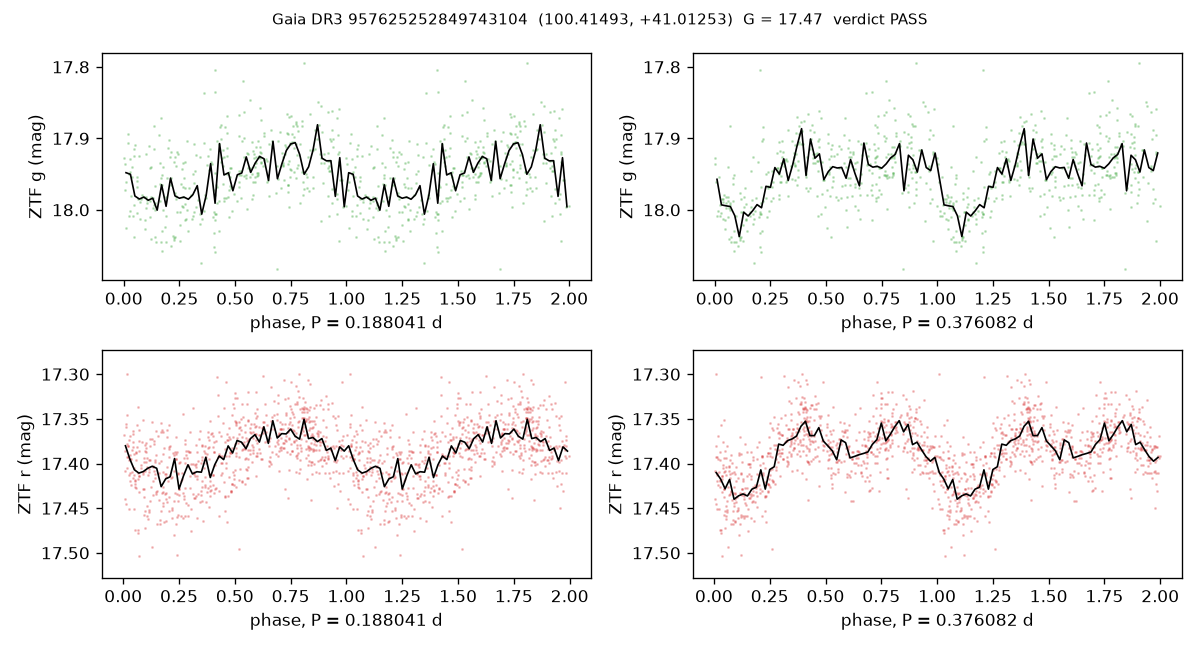 Gaia DR3 957625252849743104  (100.41493, +41.01253)  G = 17.47  verdict PASS
17.8
17.9
18.0
ZTF g (mag)
0.00 0.25 0.50 0.75 1.00 1.25 1.50 1.75 2.00
phase, P = 0.188041 d
17.8
17.9
18.0
ZTF g (mag)
0.00 0.25 0.50 0.75 1.00 1.25 1.50 1.75 2.00
phase, P = 0.376082 d
17.30
17.35
17.40
17.45
17.50
ZTF r (mag)
0.00 0.25 0.50 0.75 1.00 1.25 1.50 1.75 2.00
phase, P = 0.188041 d
17.30
17.35
17.40
17.45
17.50
ZTF r (mag)
0.00 0.25 0.50 0.75 1.00 1.25 1.50 1.75 2.00
phase, P = 0.376082 d